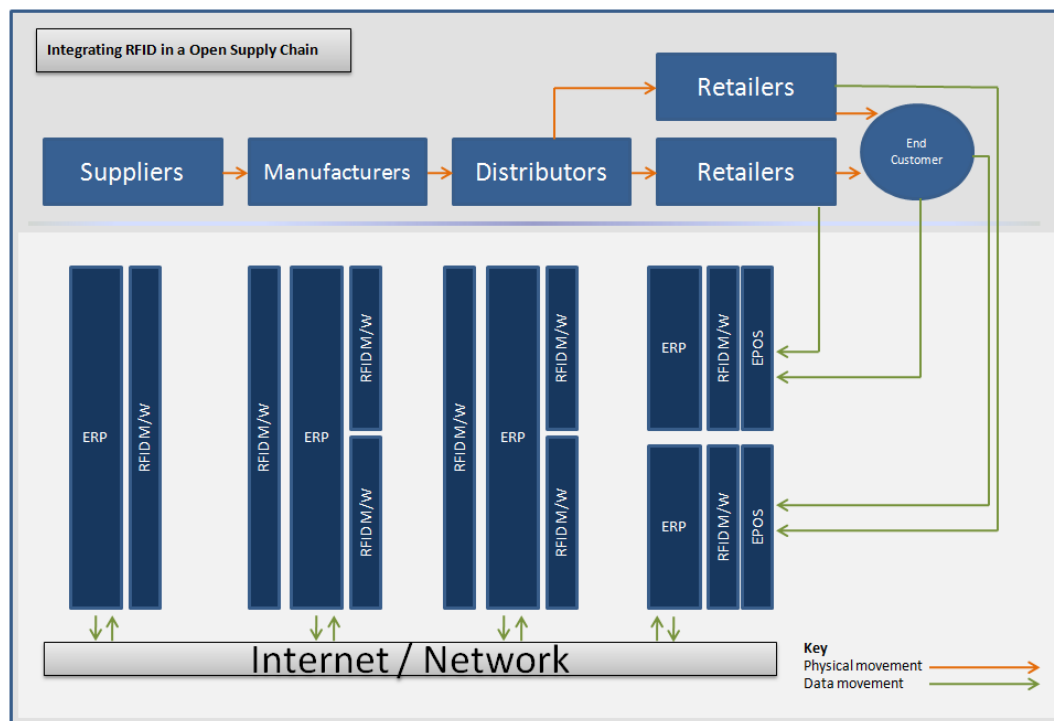 Integrating RFID in a Open Supply Chain
Retailers
End
Customer
Suppliers
Manufacturers
Distributors
Retailers
ERP
RFID M/W
RFID M/W
ERP
RFID M/W
RFID M/W
RFID M/W
ERP
RFID M/W
RFID M/W
ERP
RFID M/W
EPOS
ERP
RFID M/W
EPOS
Internet / Network
Key
Physical movement
Data movement